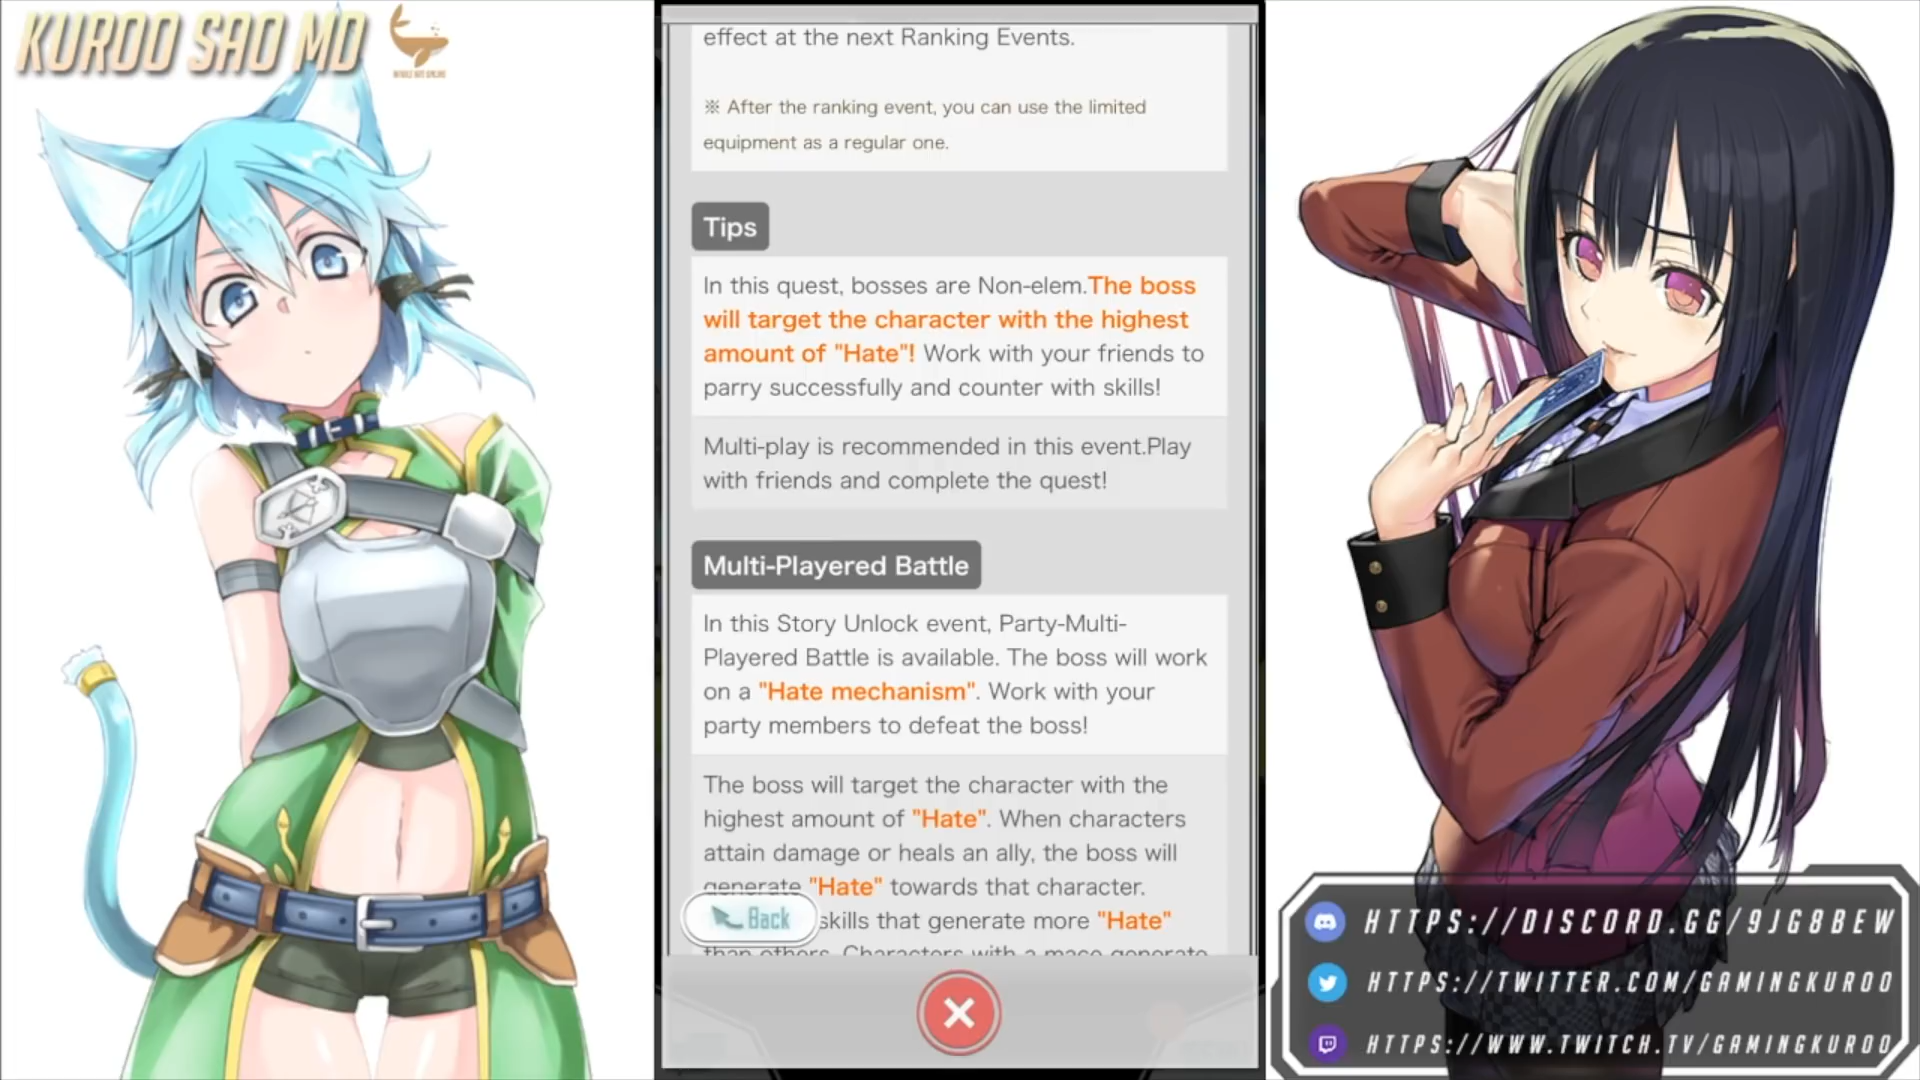 KUROO SAO MD
effect at the next Ranking Events.
※ After the ranking event, you can use the limited
equipment as a regular one.
Tips
In this quest, bosses are Non-elem.The boss
will target the character with the highest
amount of "Hate"! Work with your friends to
parry successfully and counter with skills!
Multi-play is recommended in this event.Play
with friends and complete the quest!
Multi-Playered Battle
In this Story Unlock event, Party-Multi-
Playered Battle is available. The boss will work
on a "Hate mechanism". Work with your
party members to defeat the boss!
The boss will target the character with the
highest amount of "Hate". When characters
attain damage or heals an ally, the boss will
generate "Hate" towards that character.
skills that generate more "Hate"
than others. Characters with a mace generate
Back
HTTPS://DISCORD.GG/9JG8BEW
HTTPS://TWITTER.COM/GAMINGKUROO
HTTPS://WWW.TWITCH.TV/GAMINGKUROO